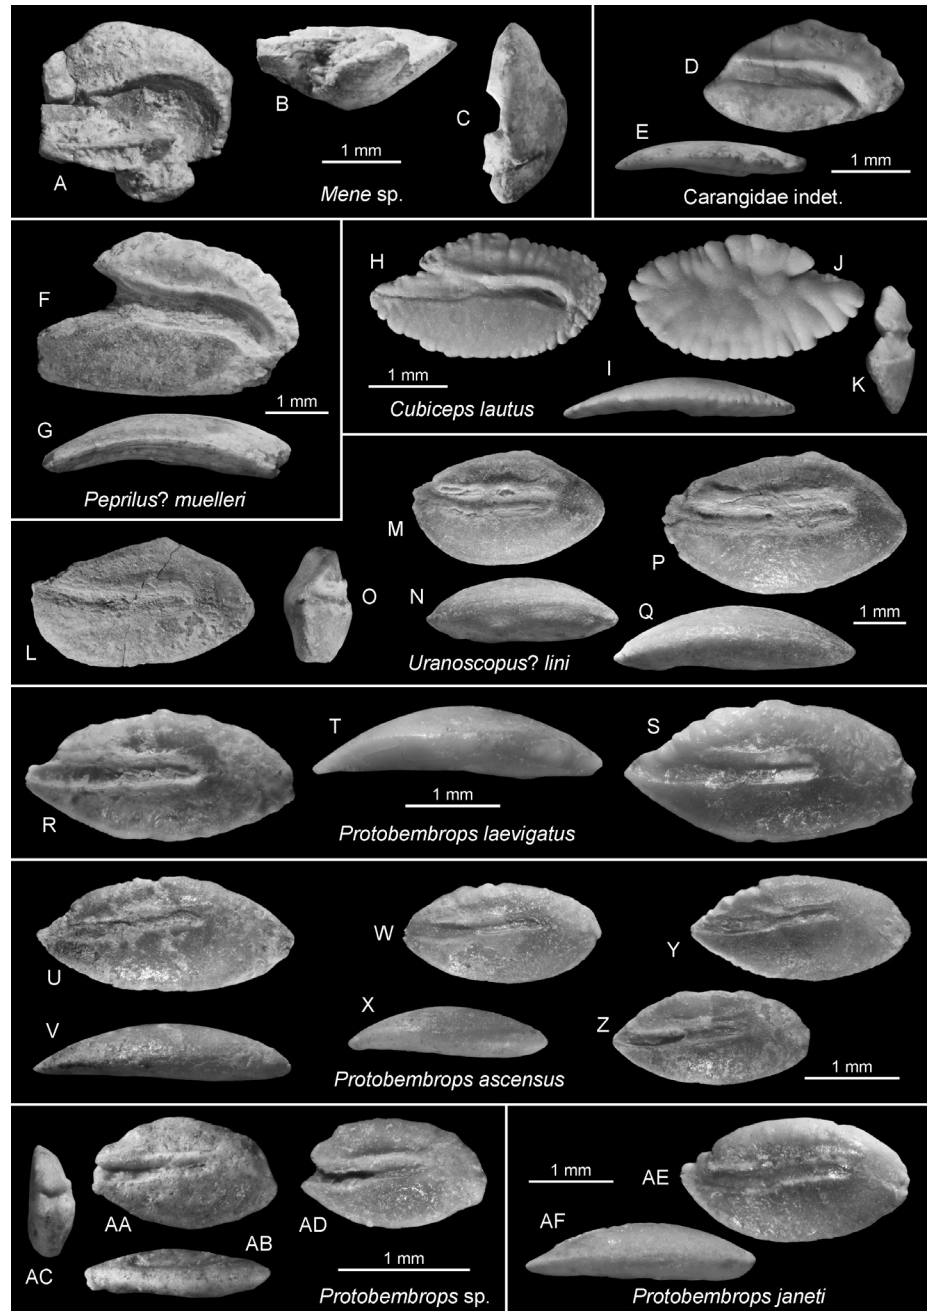 A
B
C
1 mm
Mene sp.
D
E
1 mm
Carangidae indet.
F
G
1 mm
Peprilus? muelleri
H
J
I
K
1 mm
Cubiceps lautus
L
O
M
N
P
Q
1 mm
Uranoscopus? lini
R
T
S
1 mm
Protobembrops laevigatus
U
V
W
X
Y
Z
1 mm
Protobembrops ascensus
AC
AA
AB
AD
1 mm
Protobembrops sp.
1 mm
AE
AF
Protobembrops janeti